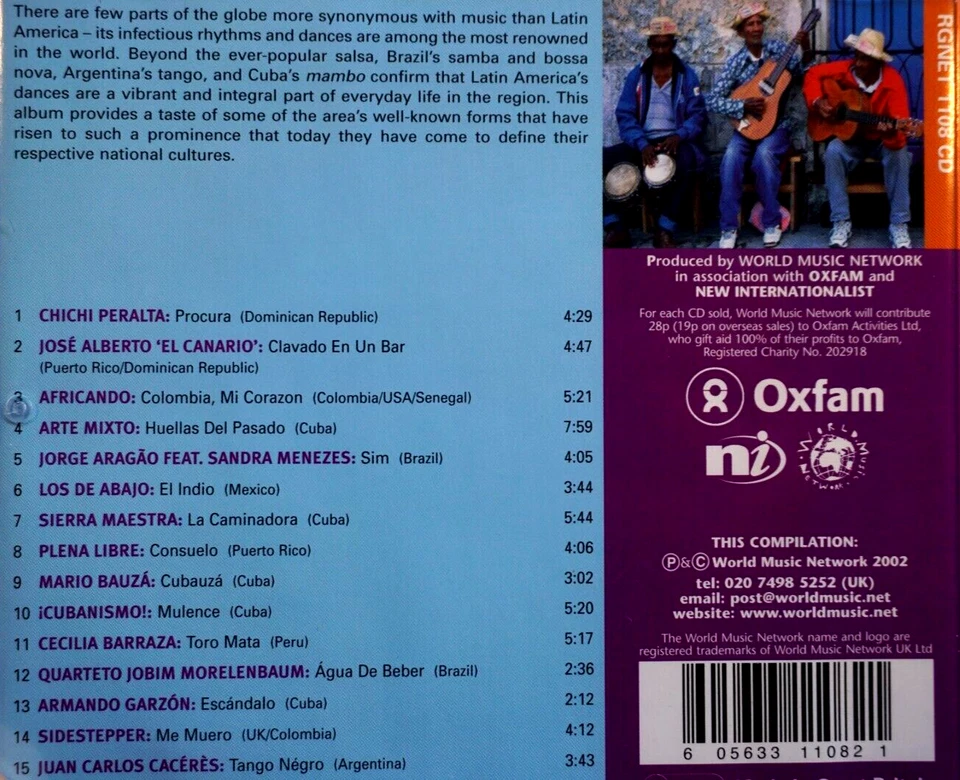 There are few parts of the globe more synonymous with music than Latin
America – its infectious rhythms and dances are among the most renowned
in the world. Beyond the ever-popular salsa, Brazil's samba and bossa
nova, Argentina's tango, and Cuba's mambo confirm that Latin America's
dances are a vibrant and integral part of everyday life in the region. This
album provides a taste of some of the area's well-known forms that have
risen to such a prominence that today they have come to define their
respective national cultures.
1 CHICHI PERALTA: Procura (Dominican Republic) 4:29
2 JOSÉ ALBERTO 'EL CANARIO': Clavado En Un Bar 4:47
(Puerto Rico/Dominican Republic)
3 AFRICANDO: Colombia, Mi Corazon (Colombia/USA/Senegal) 5:21
4 ARTE MIXTO: Huellas Del Pasado (Cuba) 7:59
5 JORGE ARAGÃO FEAT. SANDRA MENEZES: Sim (Brazil) 4:05
6 LOS DE ABAJO: El Indio (Mexico) 3:44
7 SIERRA MAESTRA: La Caminadora (Cuba) 5:44
8 PLENA LIBRE: Consuelo (Puerto Rico) 4:06
9 MARIO BAUZÁ: Cubauzá (Cuba) 3:02
10 ¡CUBANISMO!: Mulence (Cuba) 5:20
11 CECILIA BARRAZA: Toro Mata (Peru) 5:17
12 QUARTETO JOBIM MORELENBAUM: Água De Beber (Brazil) 2:36
13 ARMANDO GARZÓN: Escándalo (Cuba) 2:12
14 SIDESTEPPER: Me Muero (UK/Colombia) 4:12
15 JUAN CARLOS CACÉRÈS: Tango Négro (Argentina) 3:43
RGNET 1108 CD
Produced by WORLD MUSIC NETWORK
in association with OXFAM and
NEW INTERNATIONALIST
For each CD sold, World Music Network will contribute
28p (19p on overseas sales) to Oxfam Activities Ltd,
who gift aid 100% of their profits to Oxfam,
Registered Charity No. 202918
Oxfam
ni
WORLD MUSIC NETWORK
THIS COMPILATION:
Ⓟ&© World Music Network 2002
tel: 020 7498 5252 (UK)
email: post@worldmusic.net
website: www.worldmusic.net
The World Music Network name and logo are
registered trademarks of World Music Network UK Ltd
6 05633 11082 1